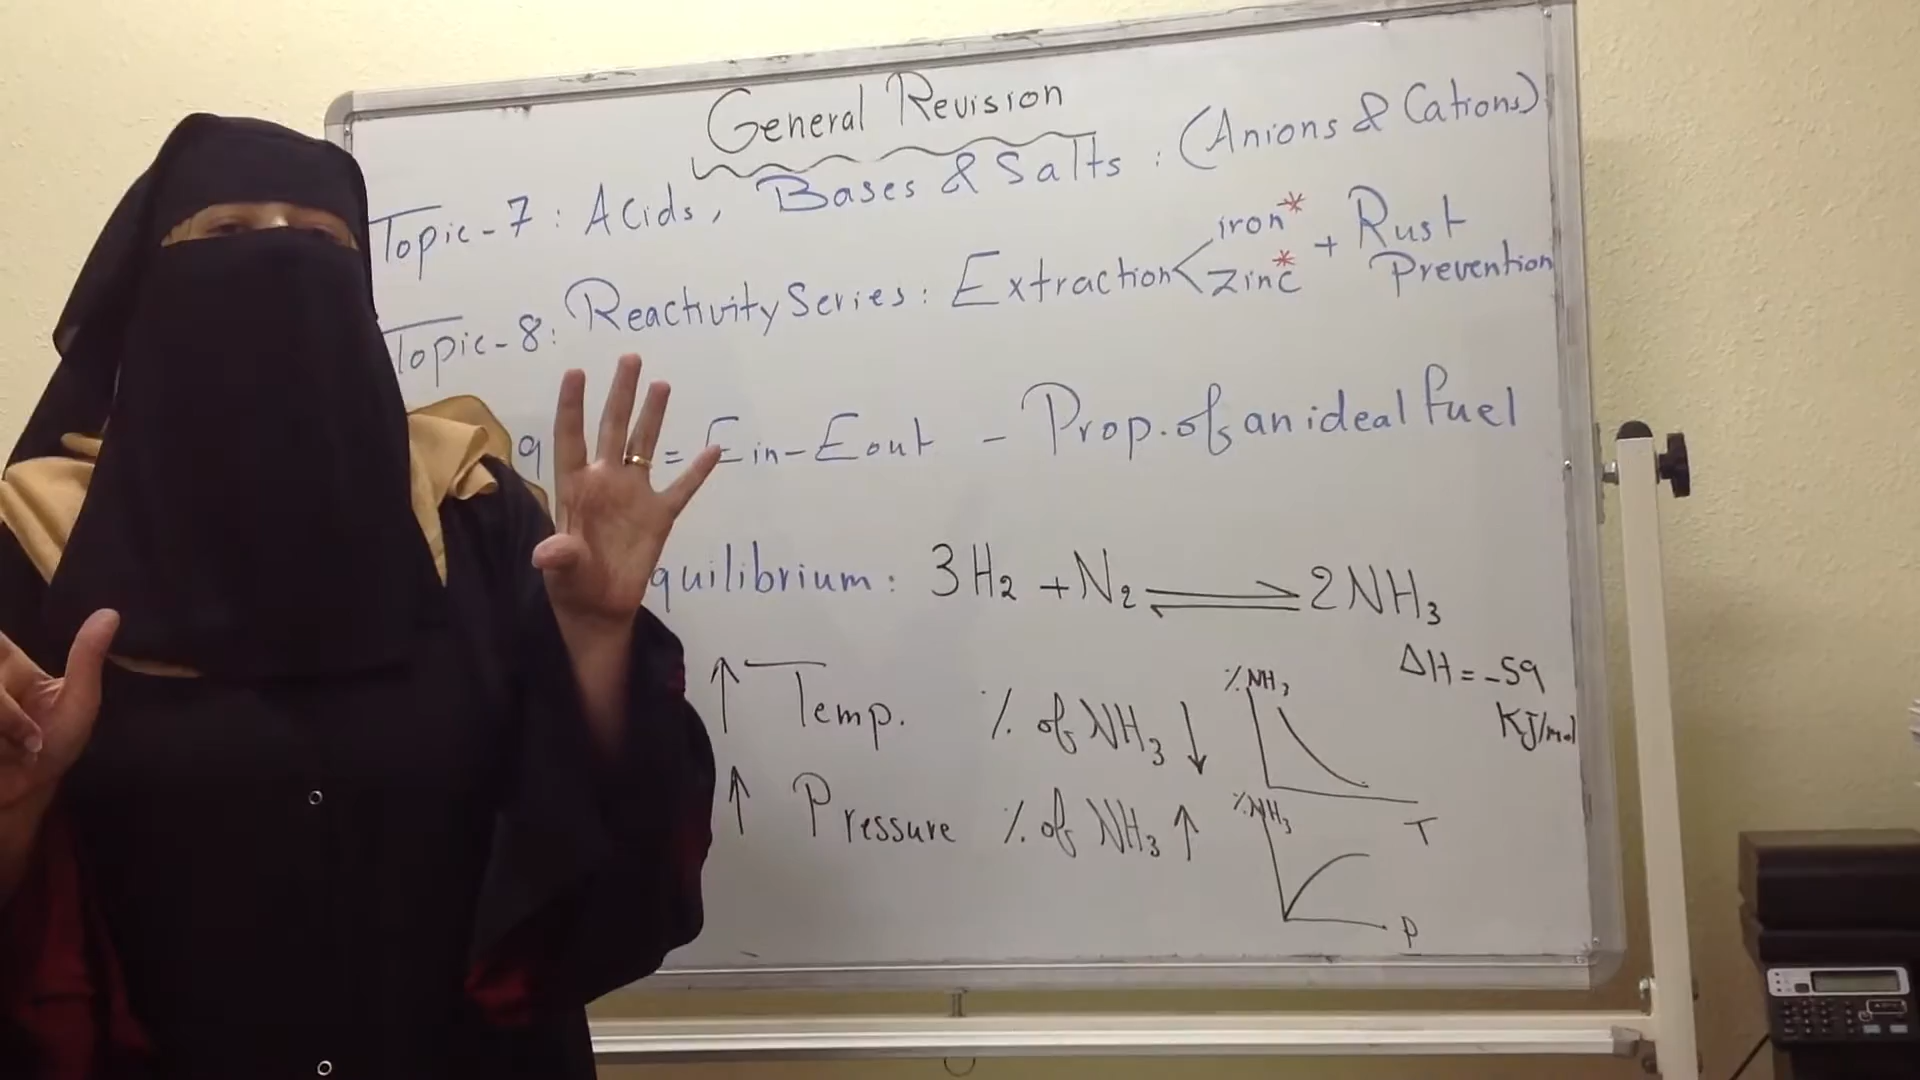 General Revision
Topic-7: Acids, Bases & Salts: (Anions & Cations)
Topic-8: Reactivity Series: Extraction < iron* zinc* + Rust Prevention
9 = Ein-Eout - Prop. of an ideal fuel
quilibrium: 3H₂ + N₂ ⇌ 2NH₃
ΔH = -59 KJ/mol
↑ Temp. % of NH₃ ↓
% NH₃
T
↑ Pressure % of NH₃ ↑
% NH₃
P